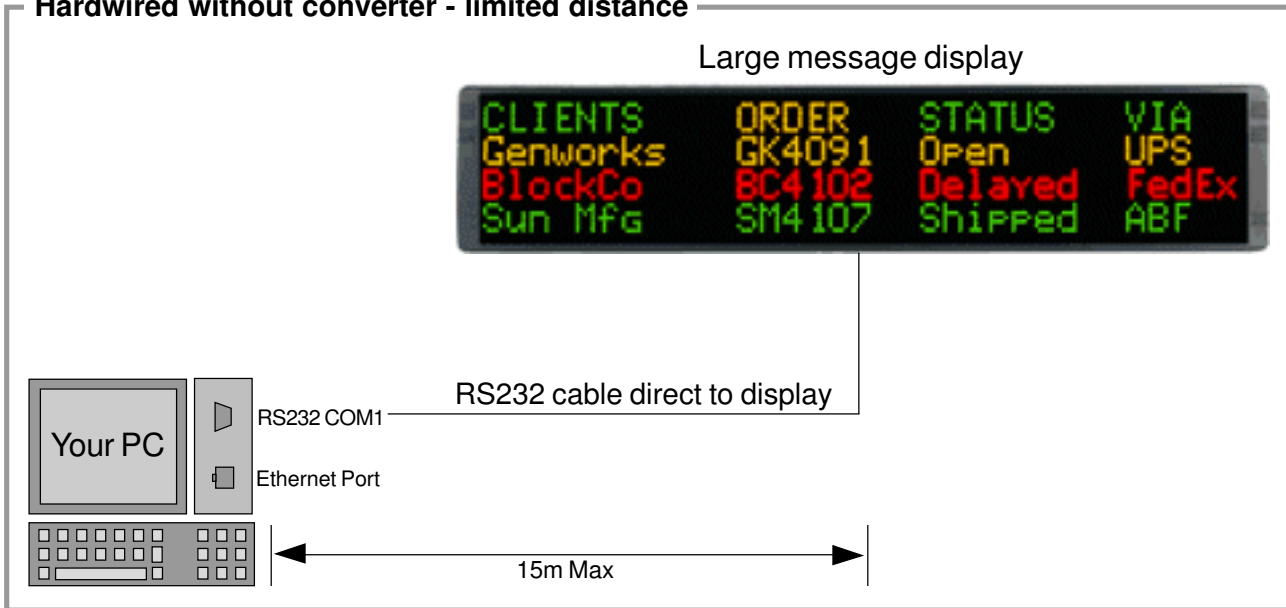 Hardwired without converter - limited distance
Large message display
CLIENTS ORDER STATUS VIA
Genworks GK4091 Open UPS
BlockCo BC4102 Delayed FedEx
Sun Mfg SM4107 Shipped ABF
RS232 cable direct to display
RS232 COM1
Your PC
Ethernet Port
15m Max